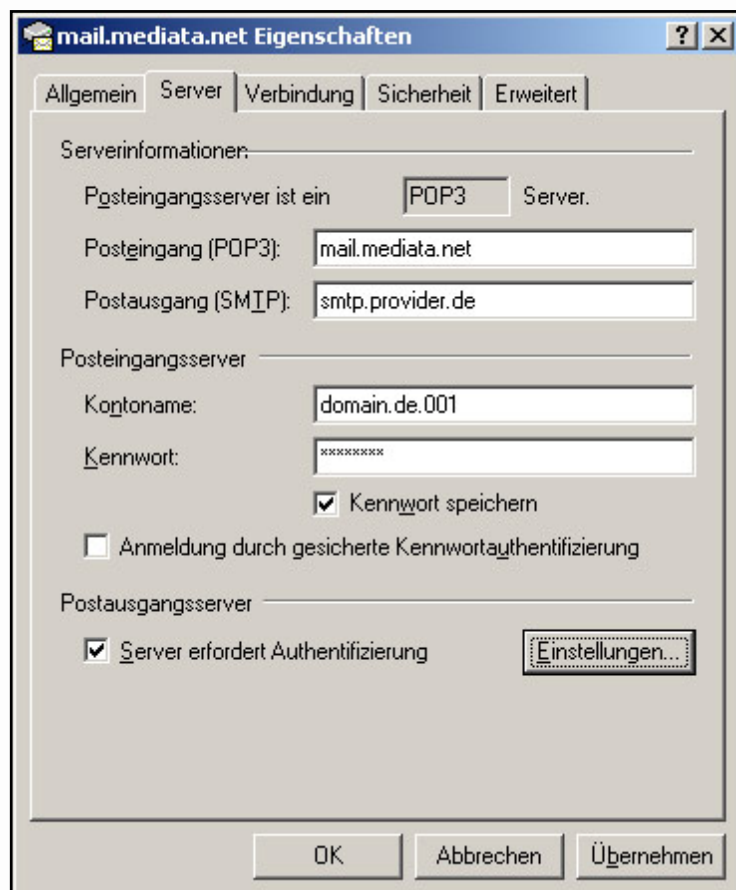 mail.mediata.net Eigenschaften
Allgemein Server Verbindung Sicherheit Erweitert
Serverinformationen:
Posteingangsserver ist ein POP3 Server.
Posteingang (POP3): mail.mediata.net
Postausgang (SMTP): smtp.provider.de
Posteingangsserver
Kontoname: domain.de.001
Kennwort: ********
Kennwort speichern
Anmeldung durch gesicherte Kennwortauthentifizierung
Postausgangsserver
Server erfordert Authentifizierung Einstellungen...
OK Abbrechen Übernehmen